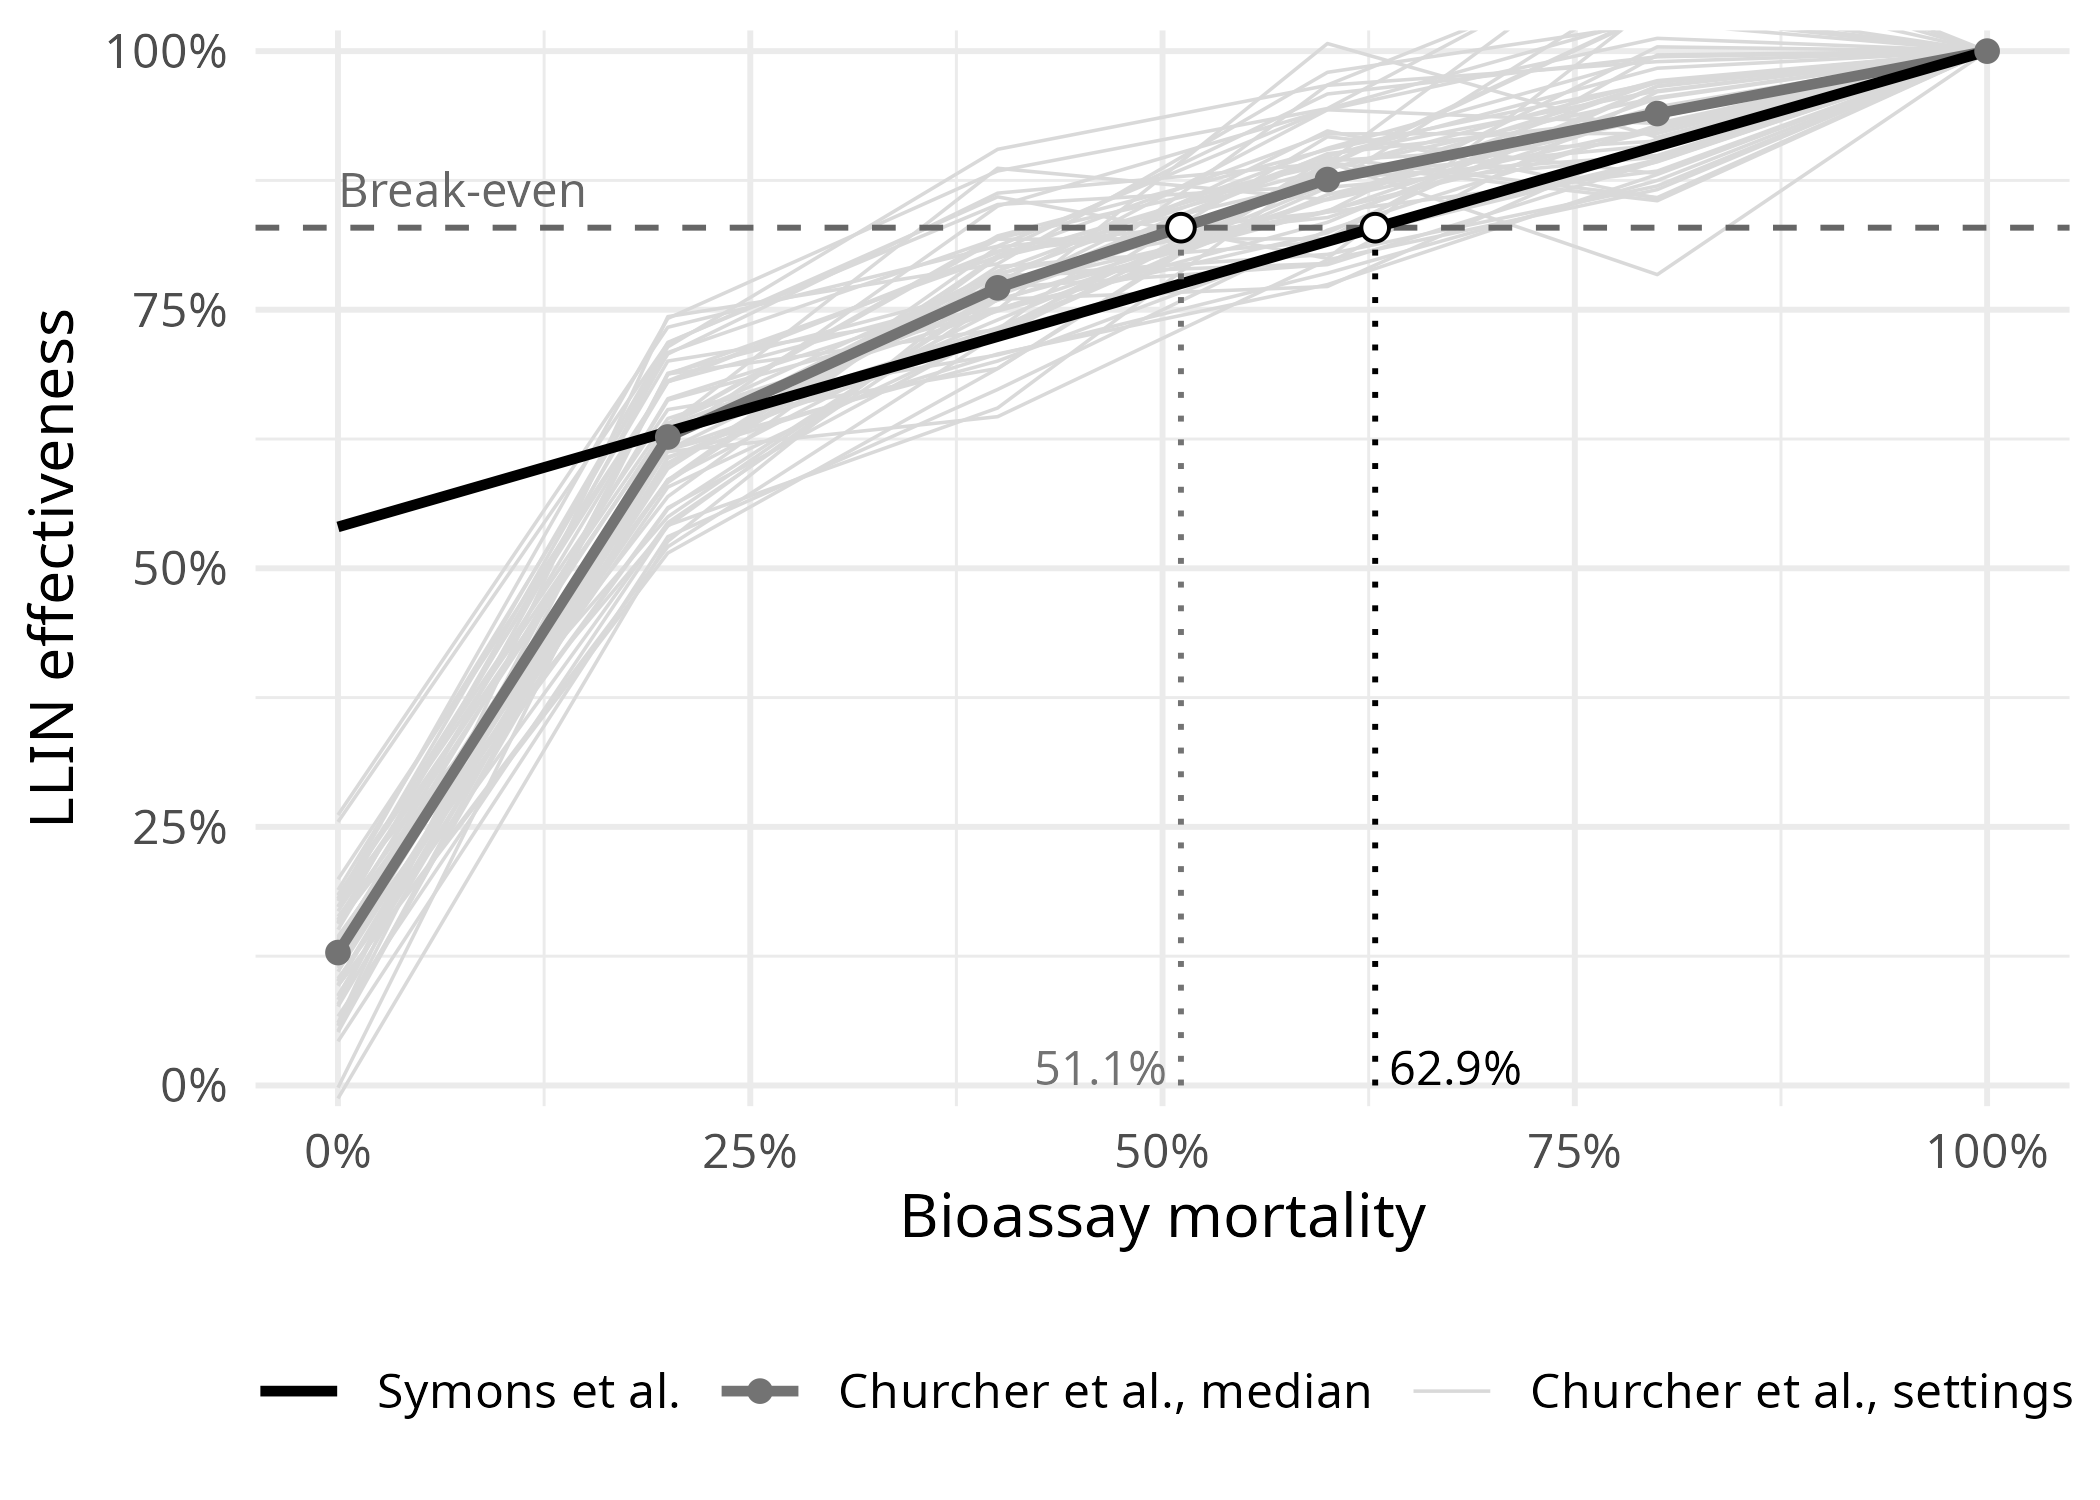 100%
Break-even
75%
50%
25%
0%
LLIN effectiveness
51.1%
62.9%
0%
25%
50%
75%
100%
Bioassay mortality
Symons et al.
Churcher et al., median
Churcher et al., settings